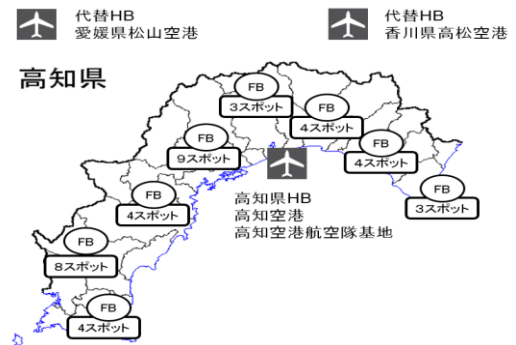 代替HB
愛媛県松山空港
代替HB
香川県高松空港
高知県
FB
3スポット
FB
4スポット
FB
9スポット
FB
4スポット
FB
4スポット
FB
3スポット
高知県HB
高知空港
高知空港航空隊基地
FB
8スポット
FB
4スポット